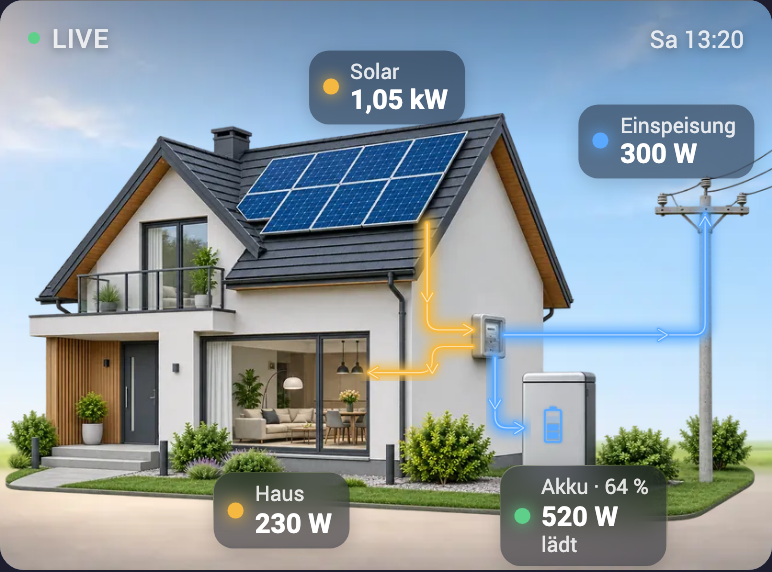 LIVE
Sa 13:20
Solar
1,05 kW
Einspeisung
300 W
Haus
230 W
Akku · 64 %
520 W
lädt